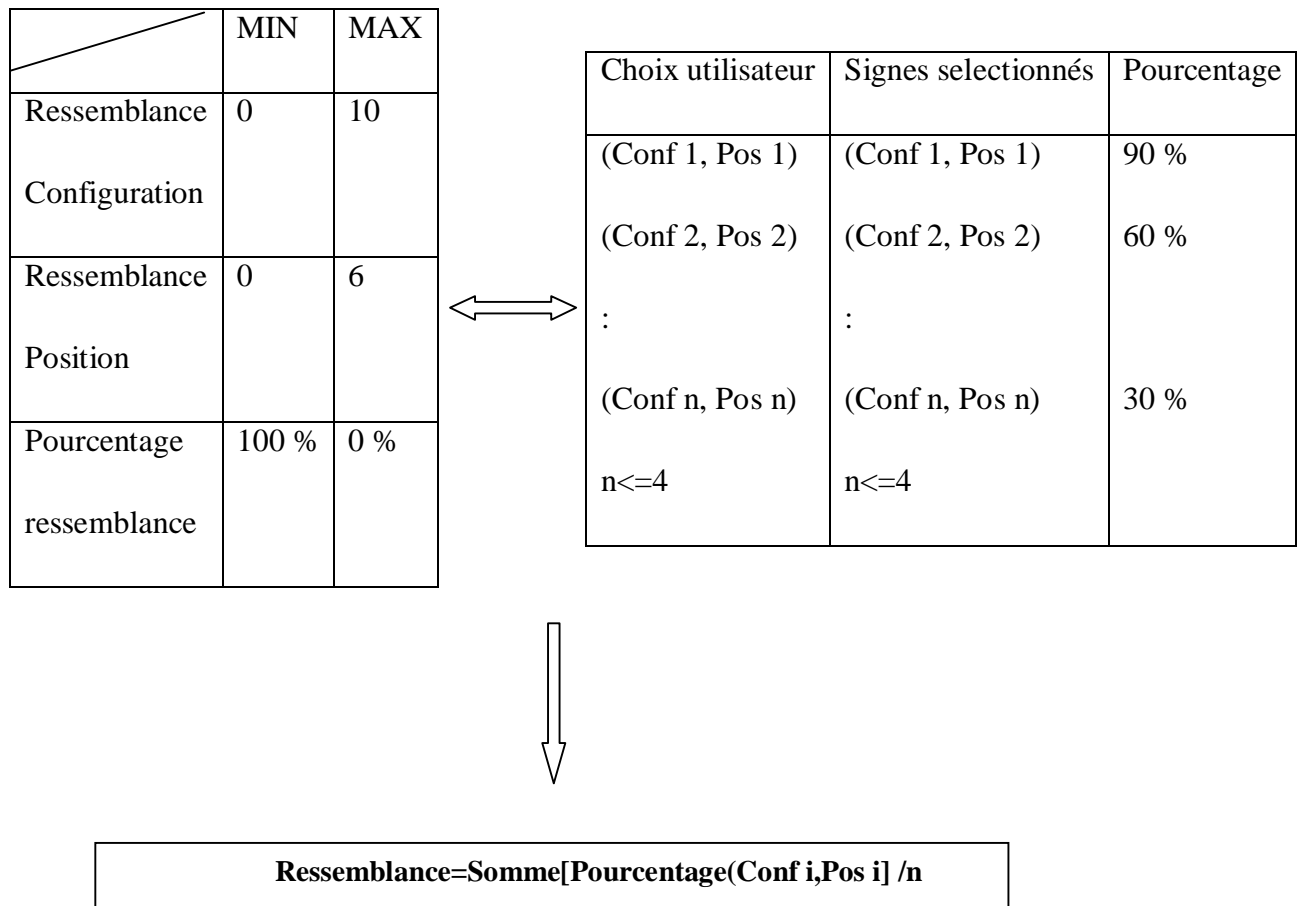 MIN MAX
Ressemblance Configuration 0 10
Ressemblance Position 0 6
Pourcentage ressemblance 100 % 0 %
Choix utilisateur Signes selectionnés Pourcentage
(Conf 1, Pos 1) (Conf 1, Pos 1) 90 %
(Conf 2, Pos 2) (Conf 2, Pos 2) 60 %
: :
(Conf n, Pos n) (Conf n, Pos n) 30 %
n<=4 n<=4
Ressemblance=Somme[Pourcentage(Conf i,Pos i] /n